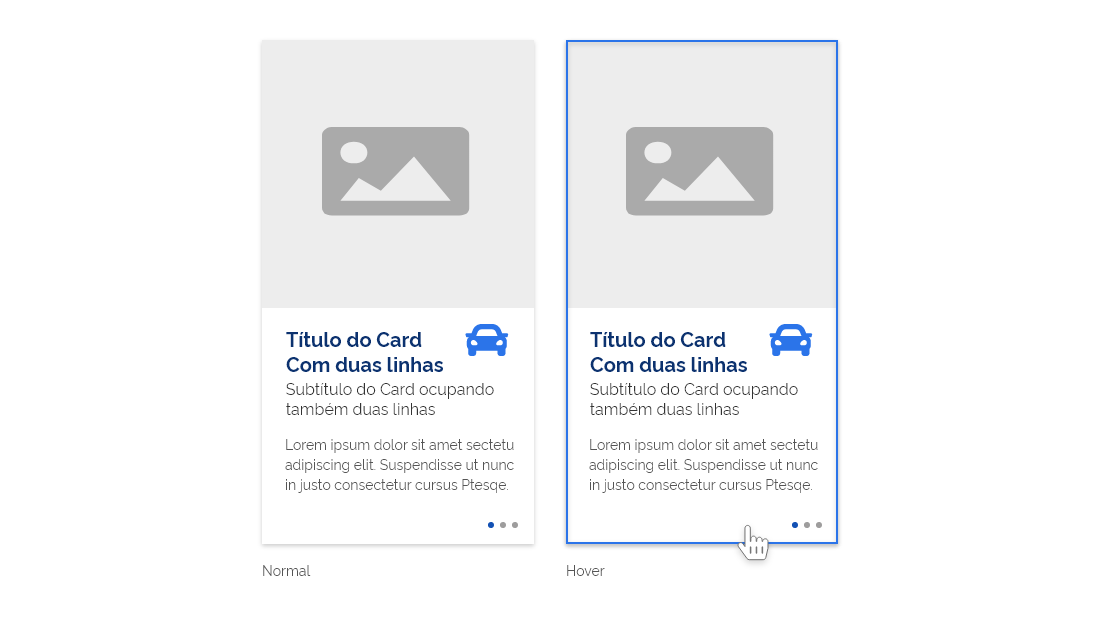 Título do Card
Com duas linhas
Subtítulo do Card ocupando
também duas linhas
Lorem ipsum dolor sit amet sectetu
adipiscing elit. Suspendisse ut nunc
in justo consectetur cursus Ptesqe.
Normal
Título do Card
Com duas linhas
Subtítulo do Card ocupando
também duas linhas
Lorem ipsum dolor sit amet sectetu
adipiscing elit. Suspendisse ut nunc
in justo consectetur cursus Ptesqe.
Hover